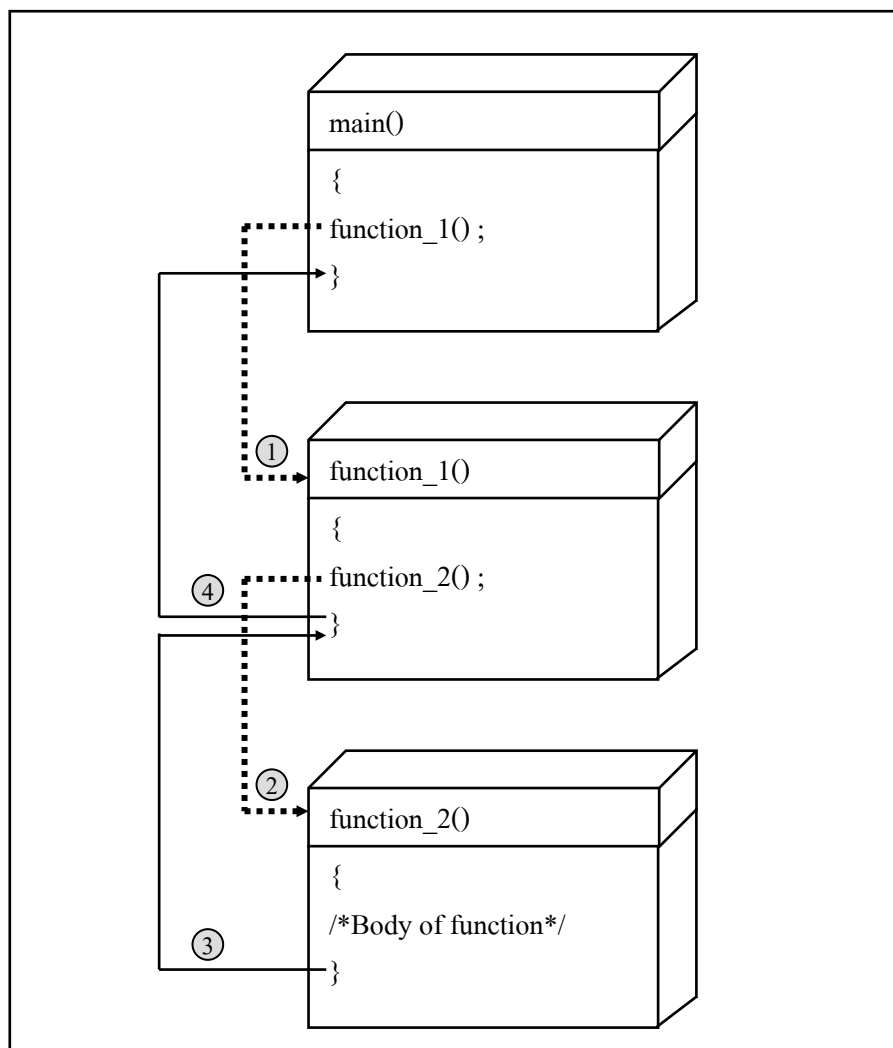 main()
{
function_1() ;
}
1
function_1()
{
function_2() ;
4
}
2
function_2()
{
/*Body of function*/
3
}